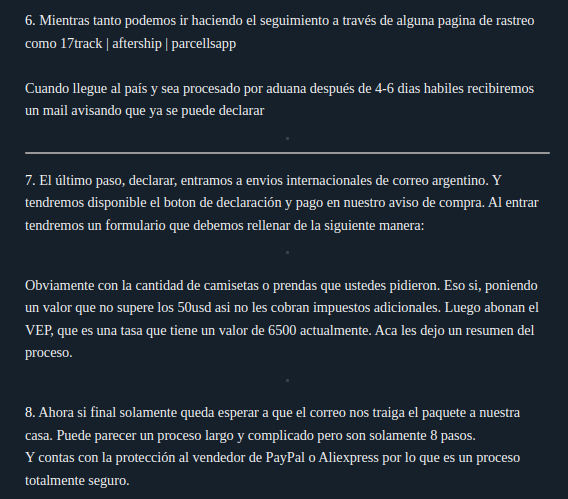 6. Mientras tanto podemos ir haciendo el seguimiento a través de alguna pagina de rastreo
como 17track | aftership | parcellsapp
Cuando llegue al país y sea procesado por aduana después de 4-6 dias habiles recibiremos
un mail avisando que ya se puede declarar
7. El último paso, declarar, entramos a envios internacionales de correo argentino. Y
tendremos disponible el boton de declaración y pago en nuestro aviso de compra. Al entrar
tendremos un formulario que debemos rellenar de la siguiente manera:
Obviamente con la cantidad de camisetas o prendas que ustedes pidieron. Eso si, poniendo
un valor que no supere los 50usd asi no les cobran impuestos adicionales. Luego abonan el
VEP, que es una tasa que tiene un valor de 6500 actualmente. Aca les dejo un resumen del
proceso.
8. Ahora si final solamente queda esperar a que el correo nos traiga el paquete a nuestra
casa. Puede parecer un proceso largo y complicado pero son solamente 8 pasos.
Y contas con la protección al vendedor de PayPal o Aliexpress por lo que es un proceso
totalmente seguro.